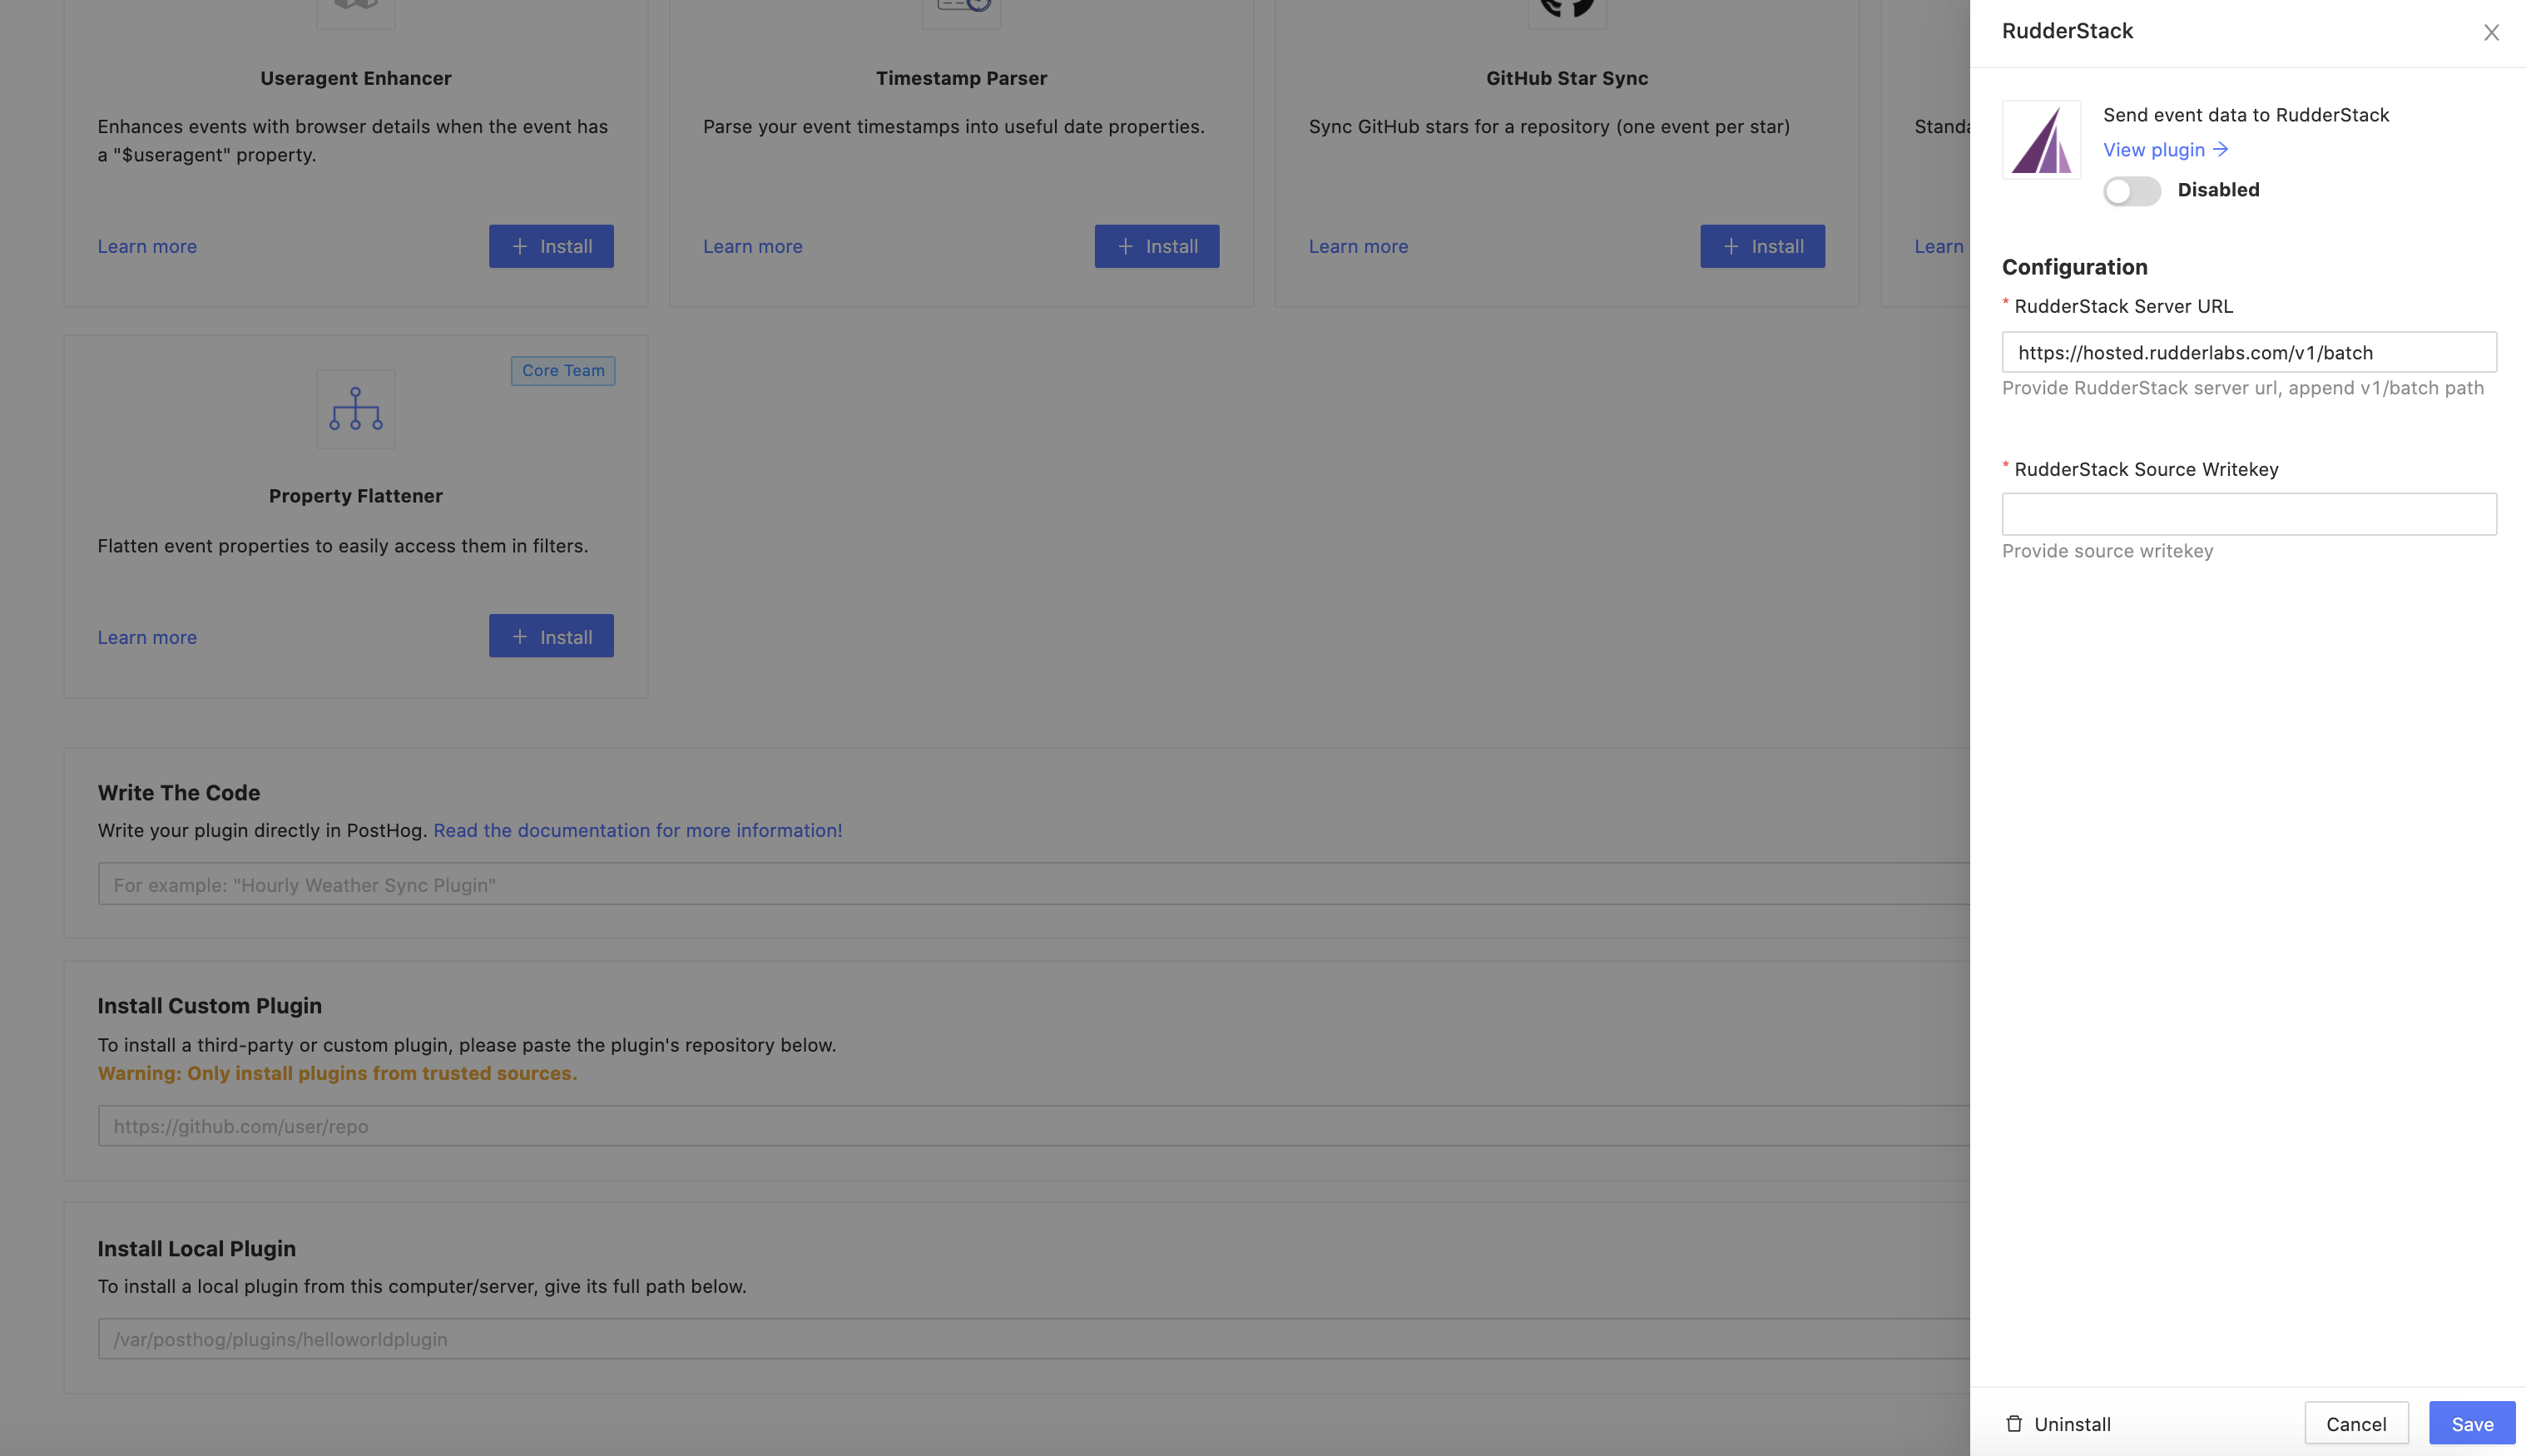 Useragent Enhancer
Enhances events with browser details when the event has
a "$useragent" property.
Learn more
+ Install
Timestamp Parser
Parse your event timestamps into useful date properties.
Learn more
+ Install
GitHub Star Sync
Sync GitHub stars for a repository (one event per star)
Learn more
+ Install
Learn
Core Team
Property Flattener
Flatten event properties to easily access them in filters.
Learn more
+ Install
Write The Code
Write your plugin directly in PostHog. Read the documentation for more information!
For example: "Hourly Weather Sync Plugin"
Install Custom Plugin
To install a third-party or custom plugin, please paste the plugin's repository below.
Warning: Only install plugins from trusted sources.
https://github.com/user/repo
Install Local Plugin
To install a local plugin from this computer/server, give its full path below.
/var/posthog/plugins/helloworldplugin
RudderStack
Send event data to RudderStack
View plugin →
Disabled
Configuration
* RudderStack Server URL
https://hosted.rudderlabs.com/v1/batch
Provide RudderStack server url, append v1/batch path
* RudderStack Source Writekey
Provide source writekey
Uninstall
Cancel
Save